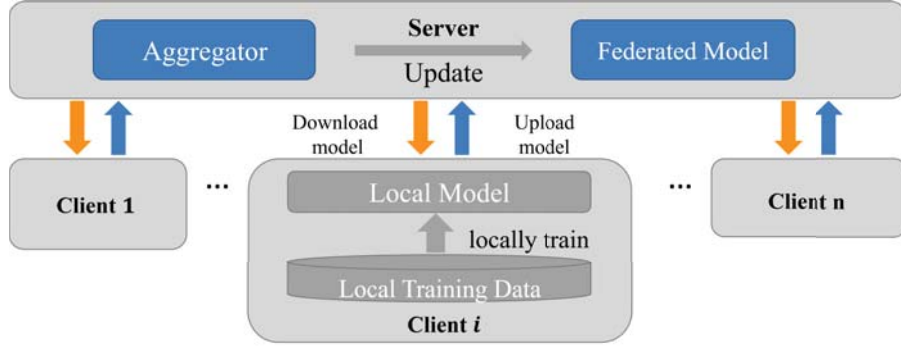 Server
Aggregator
Update
Federated Model
Download
model
Upload
model
Client 1
...
Local Model
locally train
Local Training Data
Client i
...
Client n